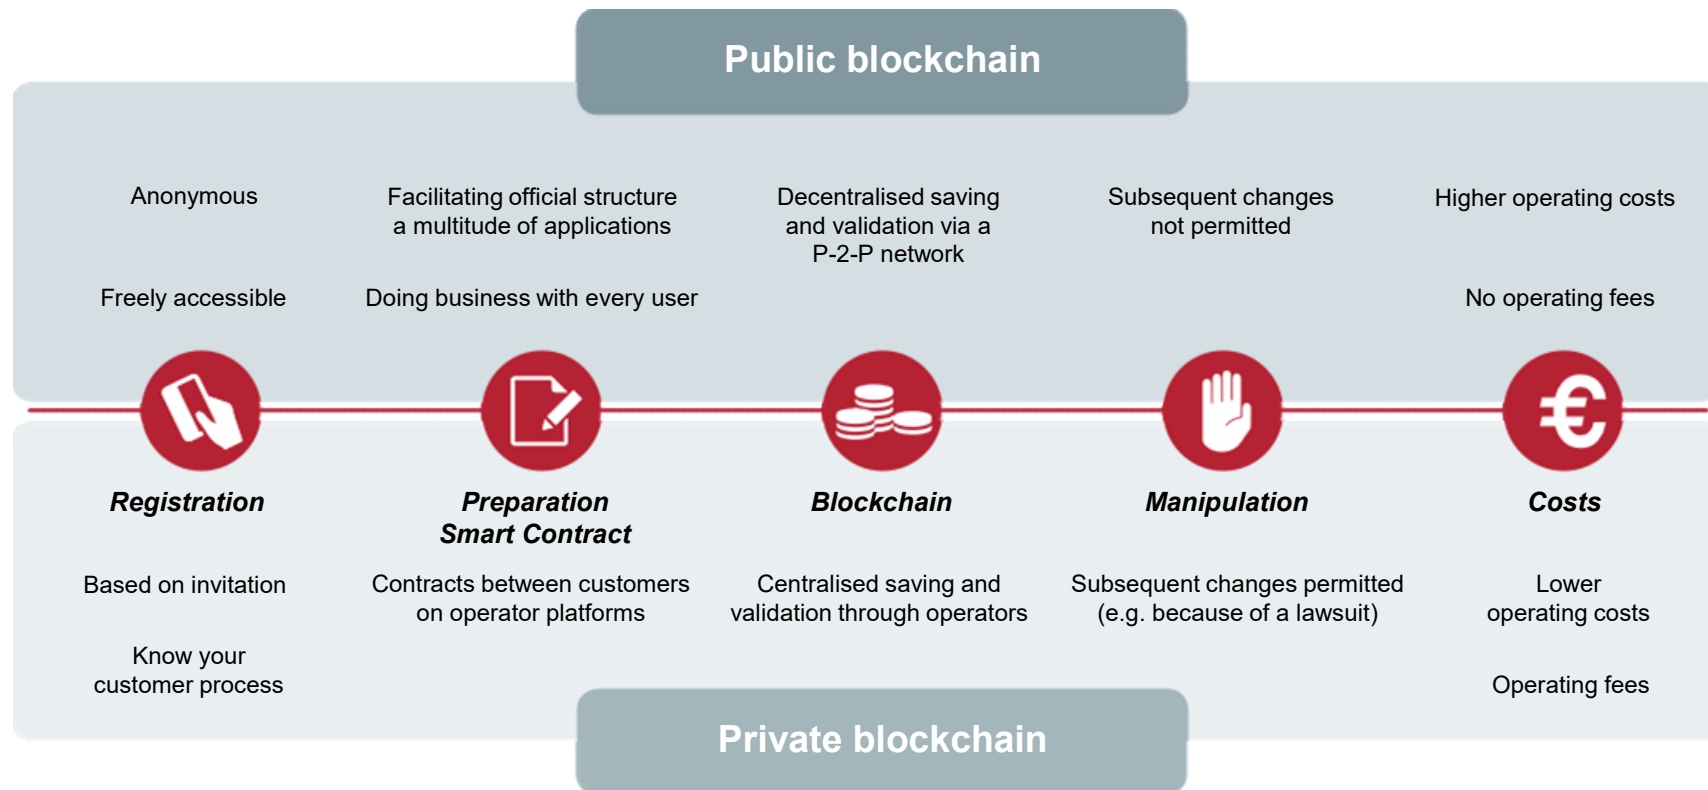 Public blockchain
Anonymous
Freely accessible
Facilitating official structure
a multitude of applications
Doing business with every user
Decentralised saving
and validation via a
P-2-P network
Subsequent changes
not permitted
Higher operating costs
No operating fees
€
Registration
Preparation
Smart Contract
Blockchain
Manipulation
Costs
Based on invitation
Know your
customer process
Contracts between customers
on operator platforms
Centralised saving and
validation through operators
Subsequent changes permitted
(e.g. because of a lawsuit)
Lower
operating costs
Operating fees
Private blockchain